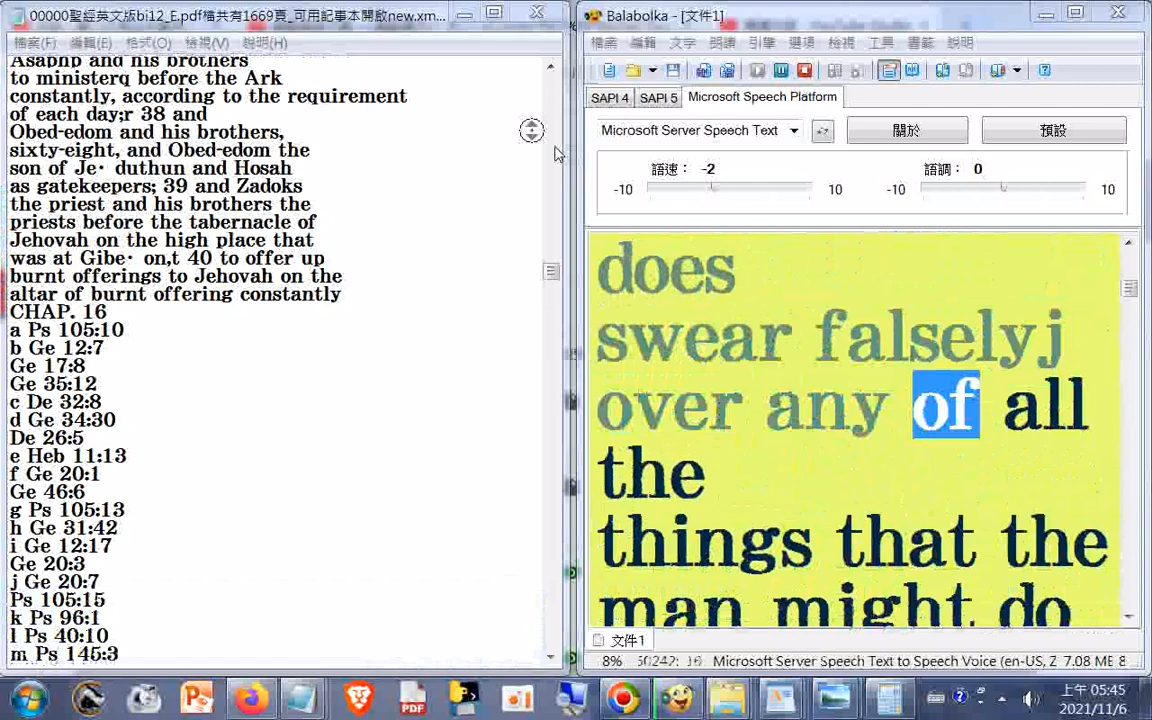 00000聖經英文版bi12_E.pdf檔共有1669頁_可用記事本開啟new.xm...
檔案(F) 編輯(E) 格式(O) 檢視(V) 說明(H)
Asaphp and his brothers
to ministerq before the Ark
constantly, according to the requirement
of each day;r 38 and
Obed-edom and his brothers,
sixty-eight, and Obed-edom the
son of Je· duthun and Hosah
as gatekeepers; 39 and Zadoks
the priest and his brothers the
priests before the tabernacle of
Jehovah on the high place that
was at Gibe· on,t 40 to offer up
burnt offerings to Jehovah on the
altar of burnt offering constantly
CHAP. 16
a Ps 105:10
b Ge 12:7
Ge 17:8
Ge 35:12
c De 32:8
d Ge 34:30
De 26:5
e Heb 11:13
f Ge 20:1
Ge 46:6
g Ps 105:13
h Ge 31:42
i Ge 12:17
Ge 20:3
j Ge 20:7
Ps 105:15
k Ps 96:1
l Ps 40:10
m Ps 145:3
Balabolka - [文件1]
檔案 編輯 文字 朗讀 引擎 選項 檢視 工具 書籤 說明
SAPI 4 SAPI 5 Microsoft Speech Platform
Microsoft Server Speech Text 關於 預設
語速: -2 語調: 0
-10 10 -10 10
does
swear falselyj
over any of all
the
things that the
man might do
文件1
8% 50242: 16 Microsoft Server Speech Text to Speech Voice (en-US, Z 7.08 MB 8
上午 05:45
2021/11/6